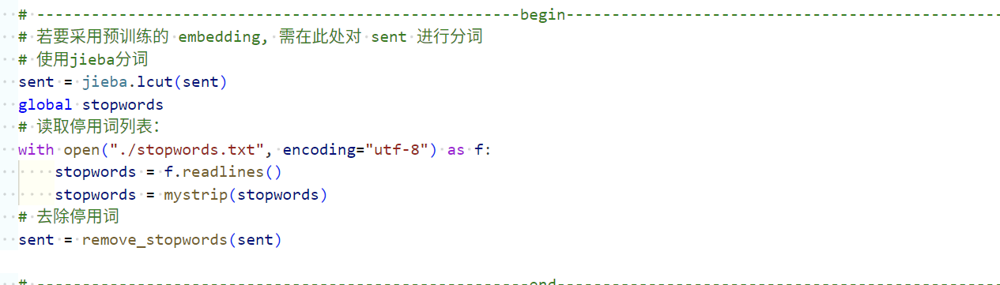 # -----------------------------------------------------begin------------------------------------------------
# 若要采用预训练的 embedding, 需在此处对 sent 进行分词
# 使用jieba分词
sent = jieba.lcut(sent)
global stopwords
# 读取停用词列表:
with open("./stopwords.txt", encoding="utf-8") as f:
    stopwords = f.readlines()
    stopwords = mystrip(stopwords)
# 去除停用词
sent = remove_stopwords(sent)
# ------------------------------------------------------end-------------------------------------------------